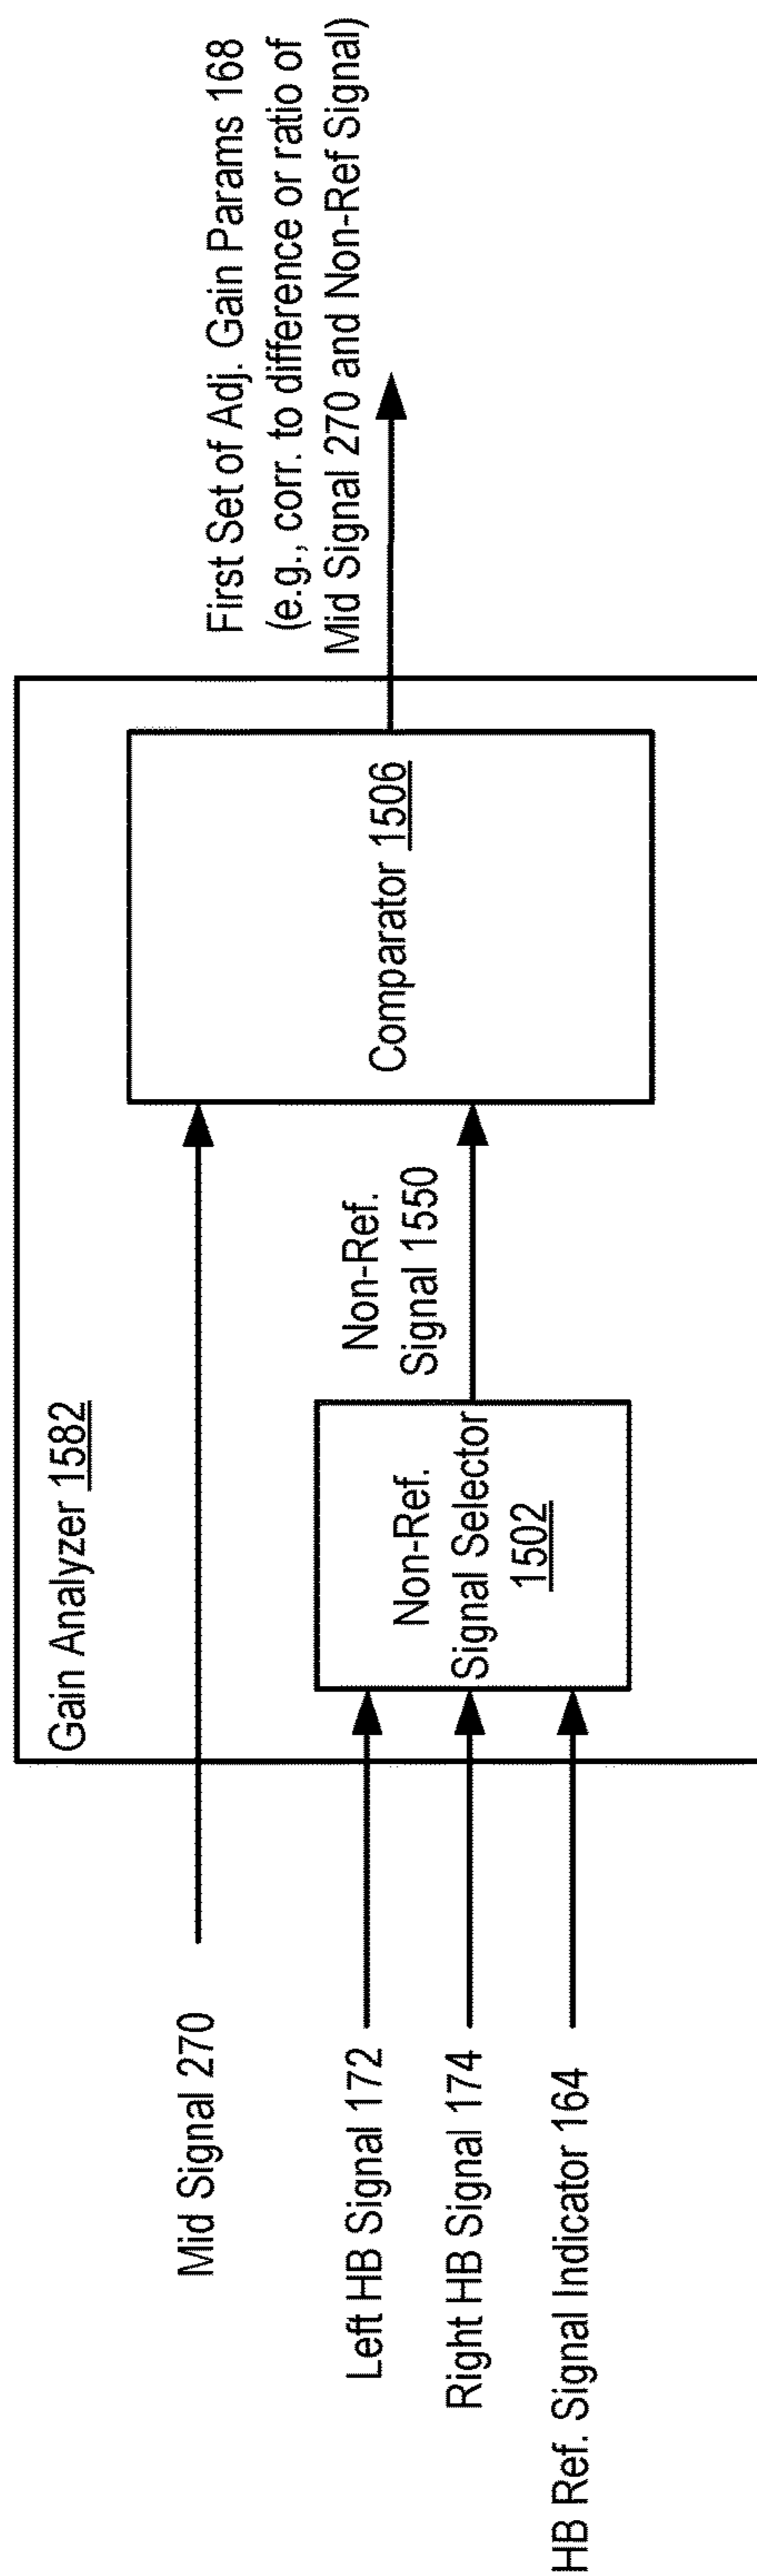 Gain Analyzer 1582
Mid Signal 270
Left HB Signal 172
Right HB Signal 174
HB Ref. Signal Indicator 164
Non-Ref.
Signal Selector
1502
Non-Ref.
Signal 1550
Comparator 1506
First Set of Adj. Gain Params 168
(e.g., corr. to difference or ratio of
Mid Signal 270 and Non-Ref Signal)